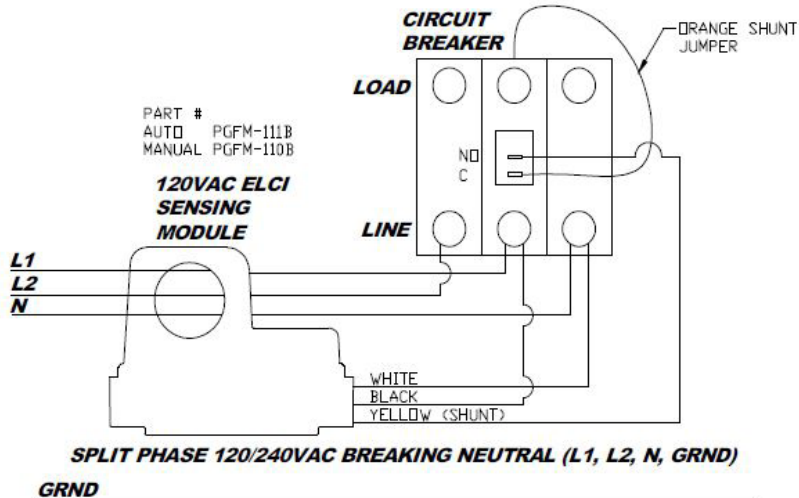 CIRCUIT
BREAKER
ORANGE SHUNT
JUMPER
LOAD
PART #
AUTO PGFM-111B
MANUAL PGFM-110B
NO
C
120VAC ELCI
SENSING
MODULE
LINE
L1
L2
N
WHITE
BLACK
YELLOW (SHUNT)
SPLIT PHASE 120/240VAC BREAKING NEUTRAL (L1, L2, N, GRND)
GRND